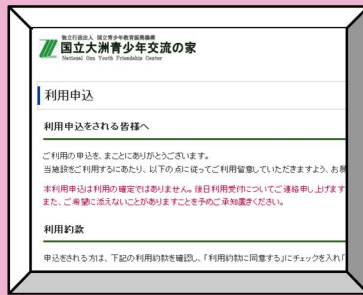 独立行政法人 国立青少年教育振興機構
国立大洲青少年交流の家
National Ozu Youth Friendship Center
利用申込
利用申込をされる皆様へ
ご利用の申込を、まことにありがとうございます。
当施設をご利用するにあたり、以下の点に従ってご利用留意していただきますよう、お願
本利用申込は利用の確定ではありません。後日利用受付についてご連絡申し上げます
また、ご希望に添えないことがありますことを予めご承知置きください。
利用約款
申込をされる方は、下記の利用約款を確認し、「利用約款に同意する」にチェックを入れ「